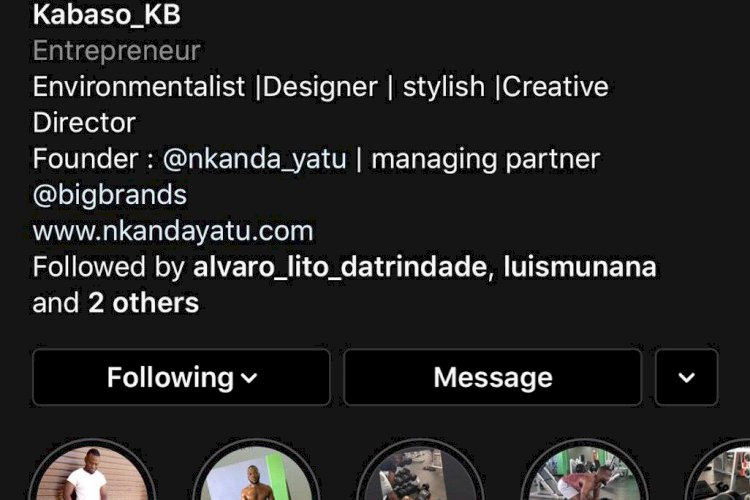 Kabaso_KB
Entrepreneur
Environmentalist |Designer | stylish |Creative
Director
Founder : @nkanda_yatu | managing partner
@bigbrands
www.nkandayatu.com
Followed by alvaro_lito_datrindade, luismunana
and 2 others
Following
Message